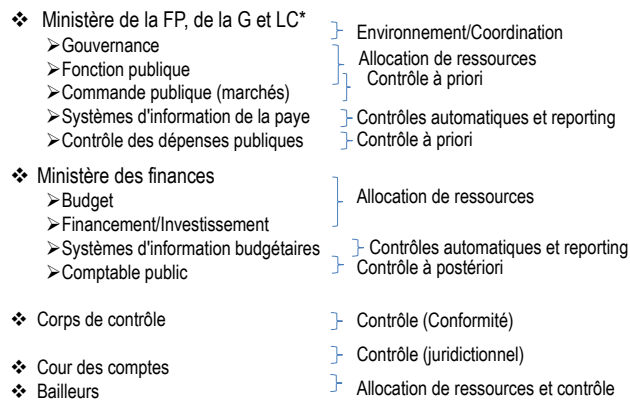 ❖ Ministère de la FP, de la G et LC*
Environnement/Coordination
➢Gouvernance
Allocation de ressources
➢Fonction publique
Contrôle à priori
➢Commande publique (marchés)
➢Systèmes d'information de la paye
Contrôles automatiques et reporting
➢Contrôle des dépenses publiques
Contrôle à priori
❖ Ministère des finances
➢Budget
Allocation de ressources
➢Financement/Investissement
➢Systèmes d'information budgétaires
Contrôles automatiques et reporting
➢Comptable public
Contrôle à postériori
❖ Corps de contrôle
Contrôle (Conformité)
Contrôle (juridictionnel)
❖ Cour des comptes
❖ Bailleurs
Allocation de ressources et contrôle